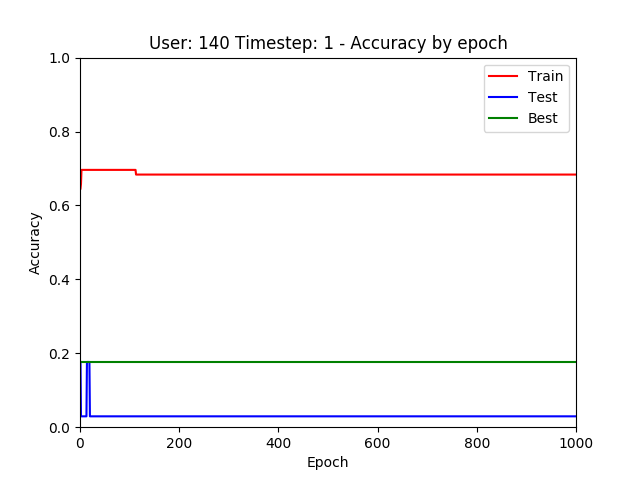 User: 140 Timestep: 1 - Accuracy by epoch
1.0
0.8
0.6
0.4
0.2
0.0
Accuracy
Train
Test
Best
0 200 400 600 800 1000
Epoch